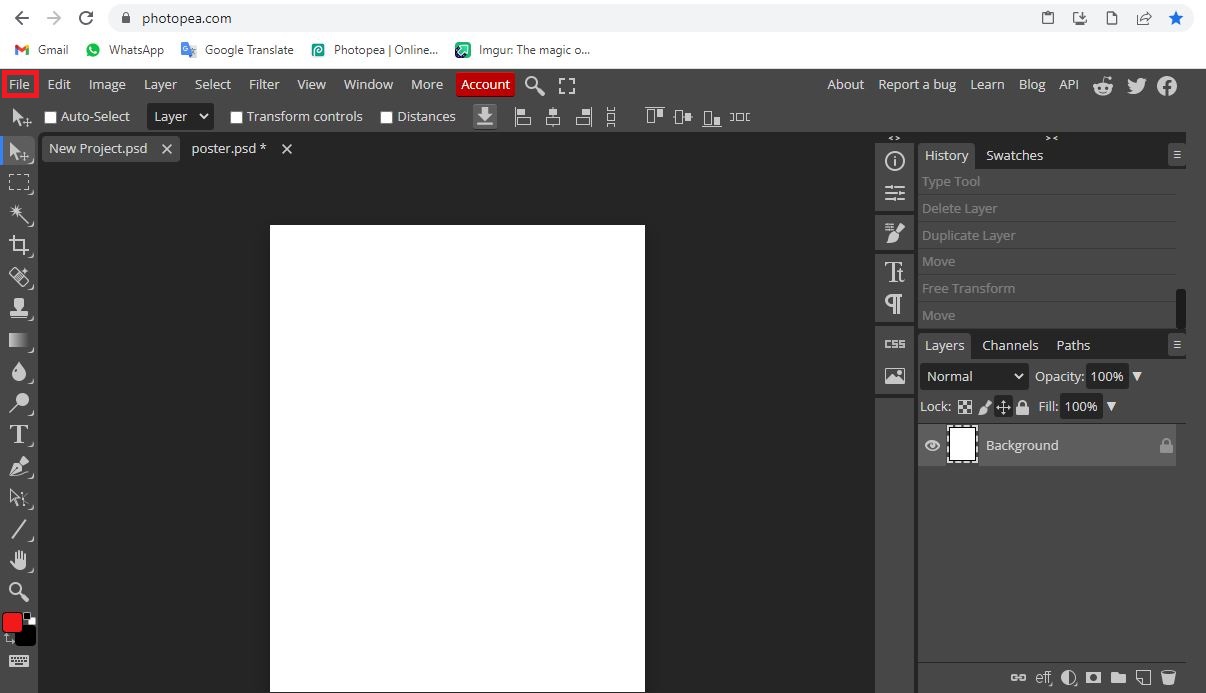 photopea.com
Gmail WhatsApp Google Translate Photopea | Online... Imgur: The magic o...
File Edit Image Layer Select Filter View Window More Account About Report a bug Learn Blog API
Auto-Select Layer Transform controls Distances
New Project.psd poster.psd *
History Swatches
Type Tool
Delete Layer
Duplicate Layer
Move
Free Transform
Move
Layers Channels Paths
Normal Opacity: 100%
Lock: Fill: 100%
Background
CSS
eff